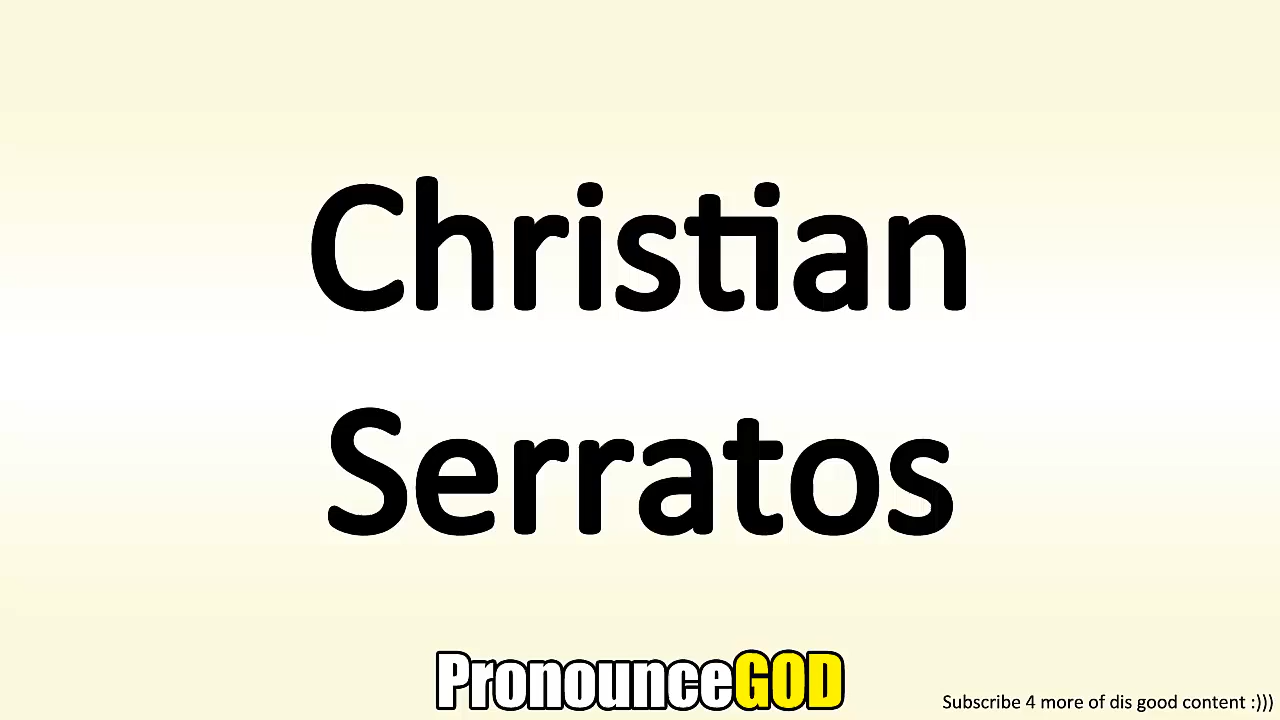 Christian
Serratos
PronounceGOD
Subscribe 4 more of dis good content :)))